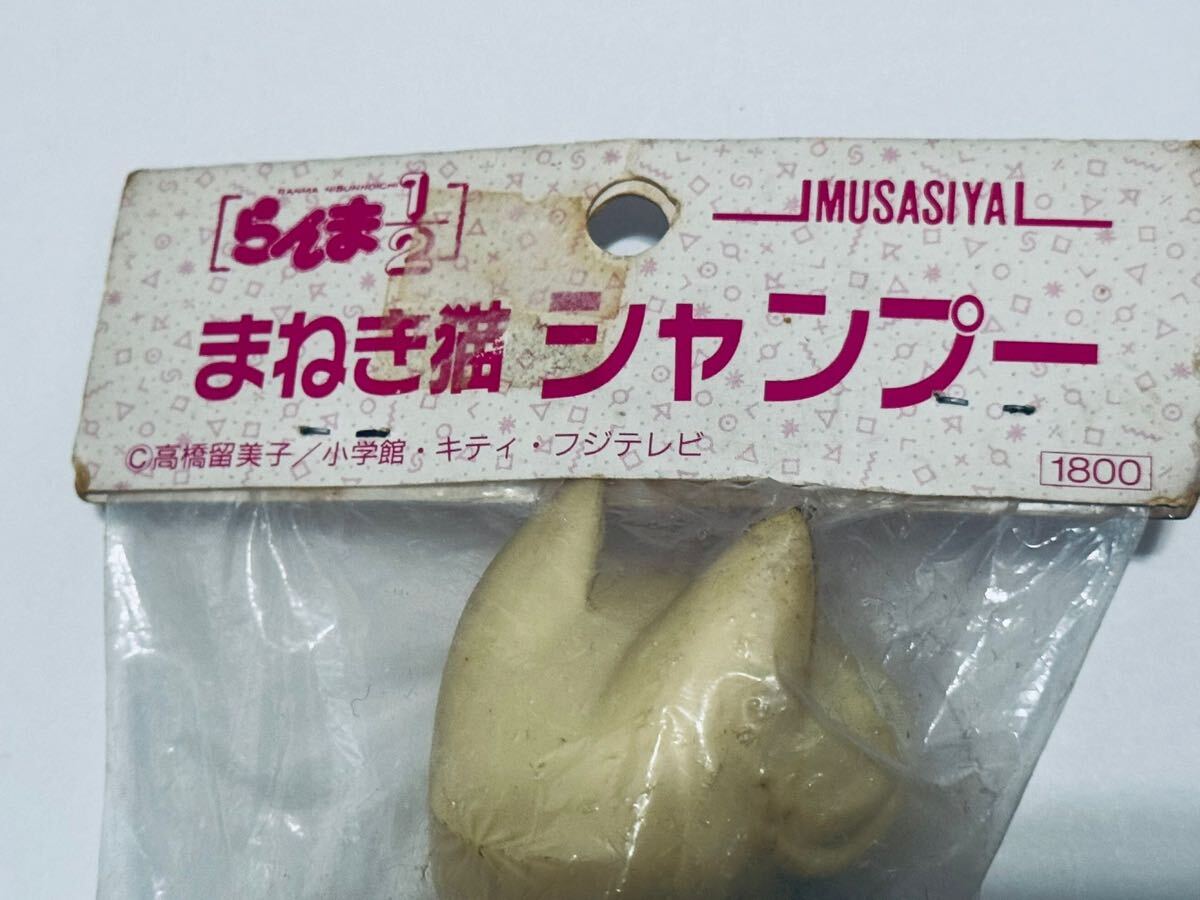 RANMA NIBUNNOICHI
らんま1/2
MUSASIYA
まねき猫 シャンプー
©高橋留美子／小学館・キティ・フジテレビ
1800